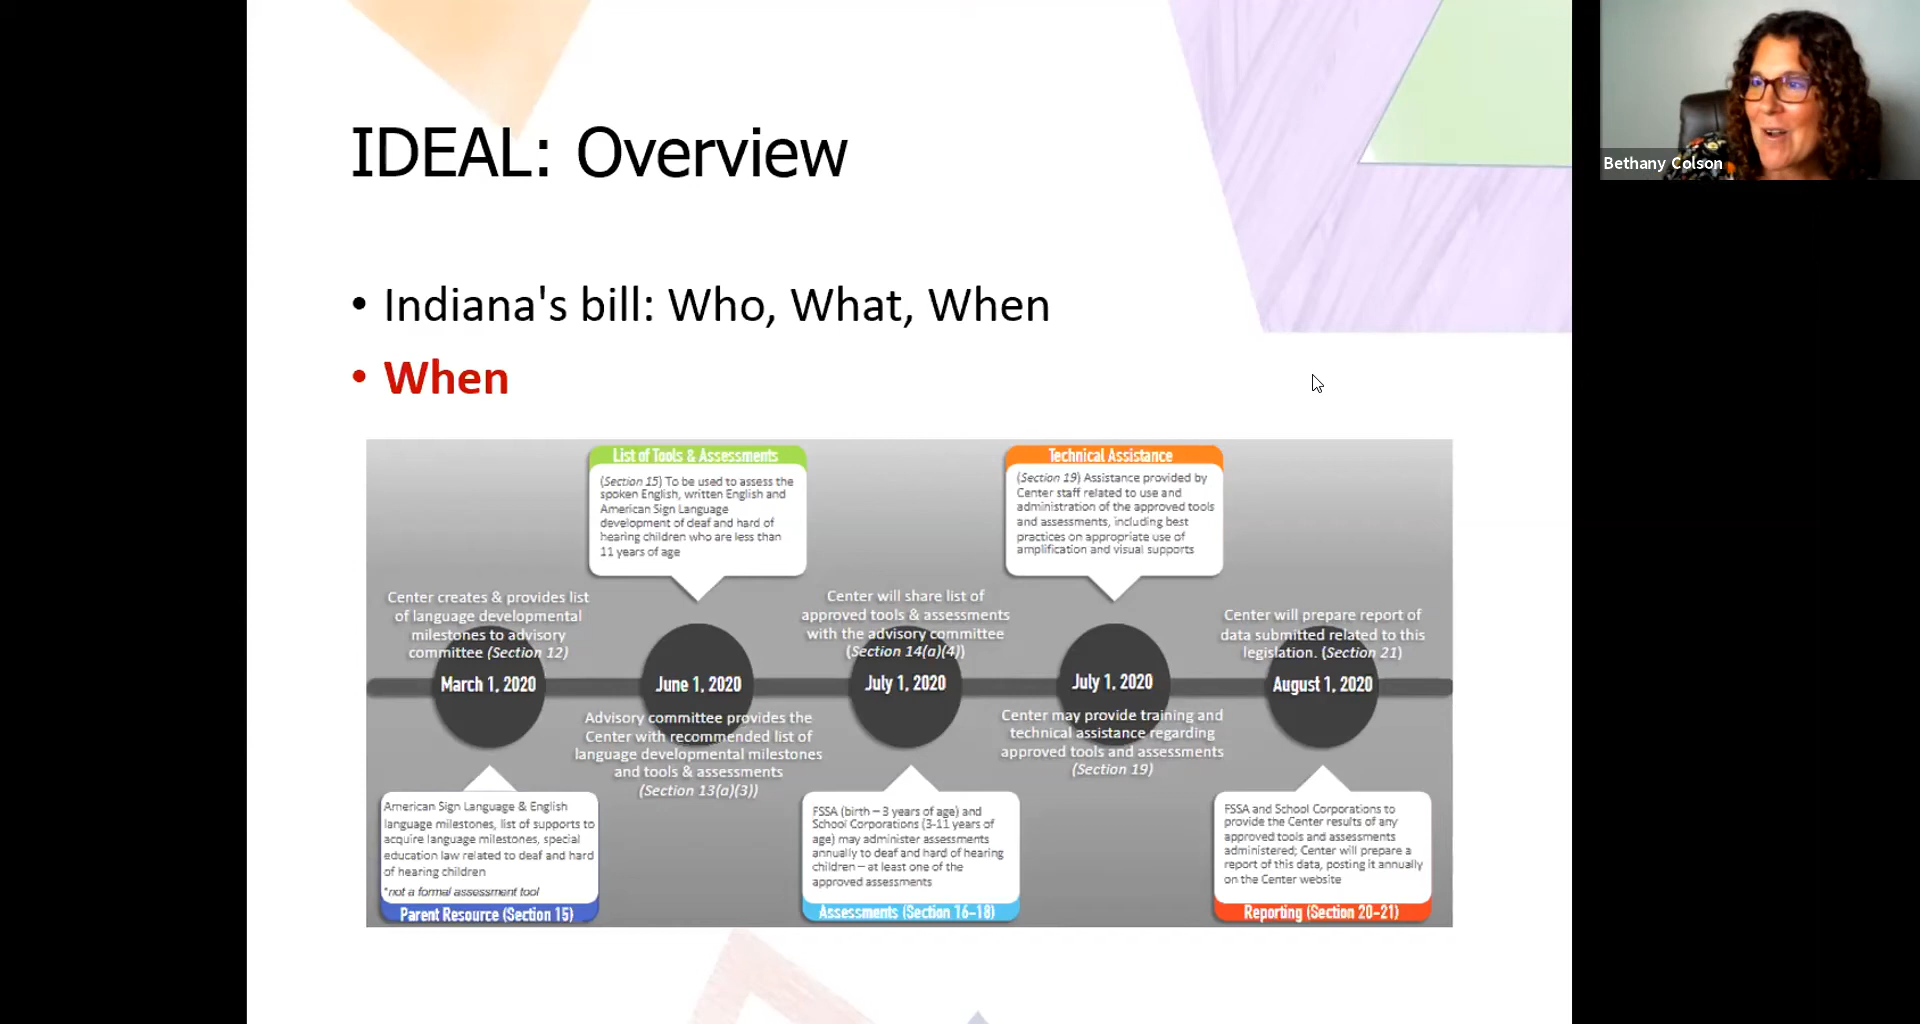 IDEAL: Overview
• Indiana's bill: Who, What, When
• When
List of Tools & Assessments
(Section 15) To be used to assess the
spoken English, written English and
American Sign Language
development of deaf and hard of
hearing children who are less than
11 years of age
Technical Assistance
(Section 19) Assistance provided by
Center staff related to use and
administration of the approved tools
and assessments, including best
practices on appropriate use of
amplification and visual supports
Center creates & provides list
of language developmental
milestones to advisory
committee (Section 12)
March 1, 2020
American Sign Language & English
language milestones, list of supports to
acquire language milestones, special
education law related to deaf and hard
of hearing children
*not a formal assessment tool
Parent Resource (Section 15)
June 1, 2020
Advisory committee provides the
Center with recommended list of
language developmental milestones
and tools & assessments
(Section 13(a)(3))
Center will share list of
approved tools & assessments
with the advisory committee
(Section 14(a)(4))
July 1, 2020
FSSA (birth – 3 years of age) and
School Corporations (3-11 years of
age) may administer assessments
annually to deaf and hard of hearing
children – at least one of the
approved assessments
Assessments (Section 16-18)
July 1, 2020
Center may provide training and
technical assistance regarding
approved tools and assessments
(Section 19)
Center will prepare report of
data submitted related to this
legislation. (Section 21)
August 1, 2020
FSSA and School Corporations to
provide the Center results of any
approved tools and assessments
administered; Center will prepare a
report of this data, posting it annually
on the Center website
Reporting (Section 20-21)
Bethany Colson